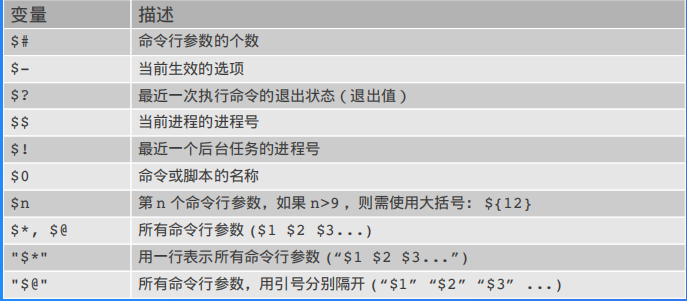 变量 描述
$# 命令行参数的个数
$- 当前生效的选项
$? 最近一次执行命令的退出状态(退出值)
$$ 当前进程的进程号
$! 最近一个后台任务的进程号
$0 命令或脚本的名称
$n 第 n 个命令行参数, 如果 n>9 , 则需使用大括号: ${12}
$*, $@ 所有命令行参数 ($1 $2 $3...)
"$*" 用一行表示所有命令行参数 (“$1 $2 $3...”)
"$@" 所有命令行参数, 用引号分别隔开 (“$1” “$2” “$3” ...)